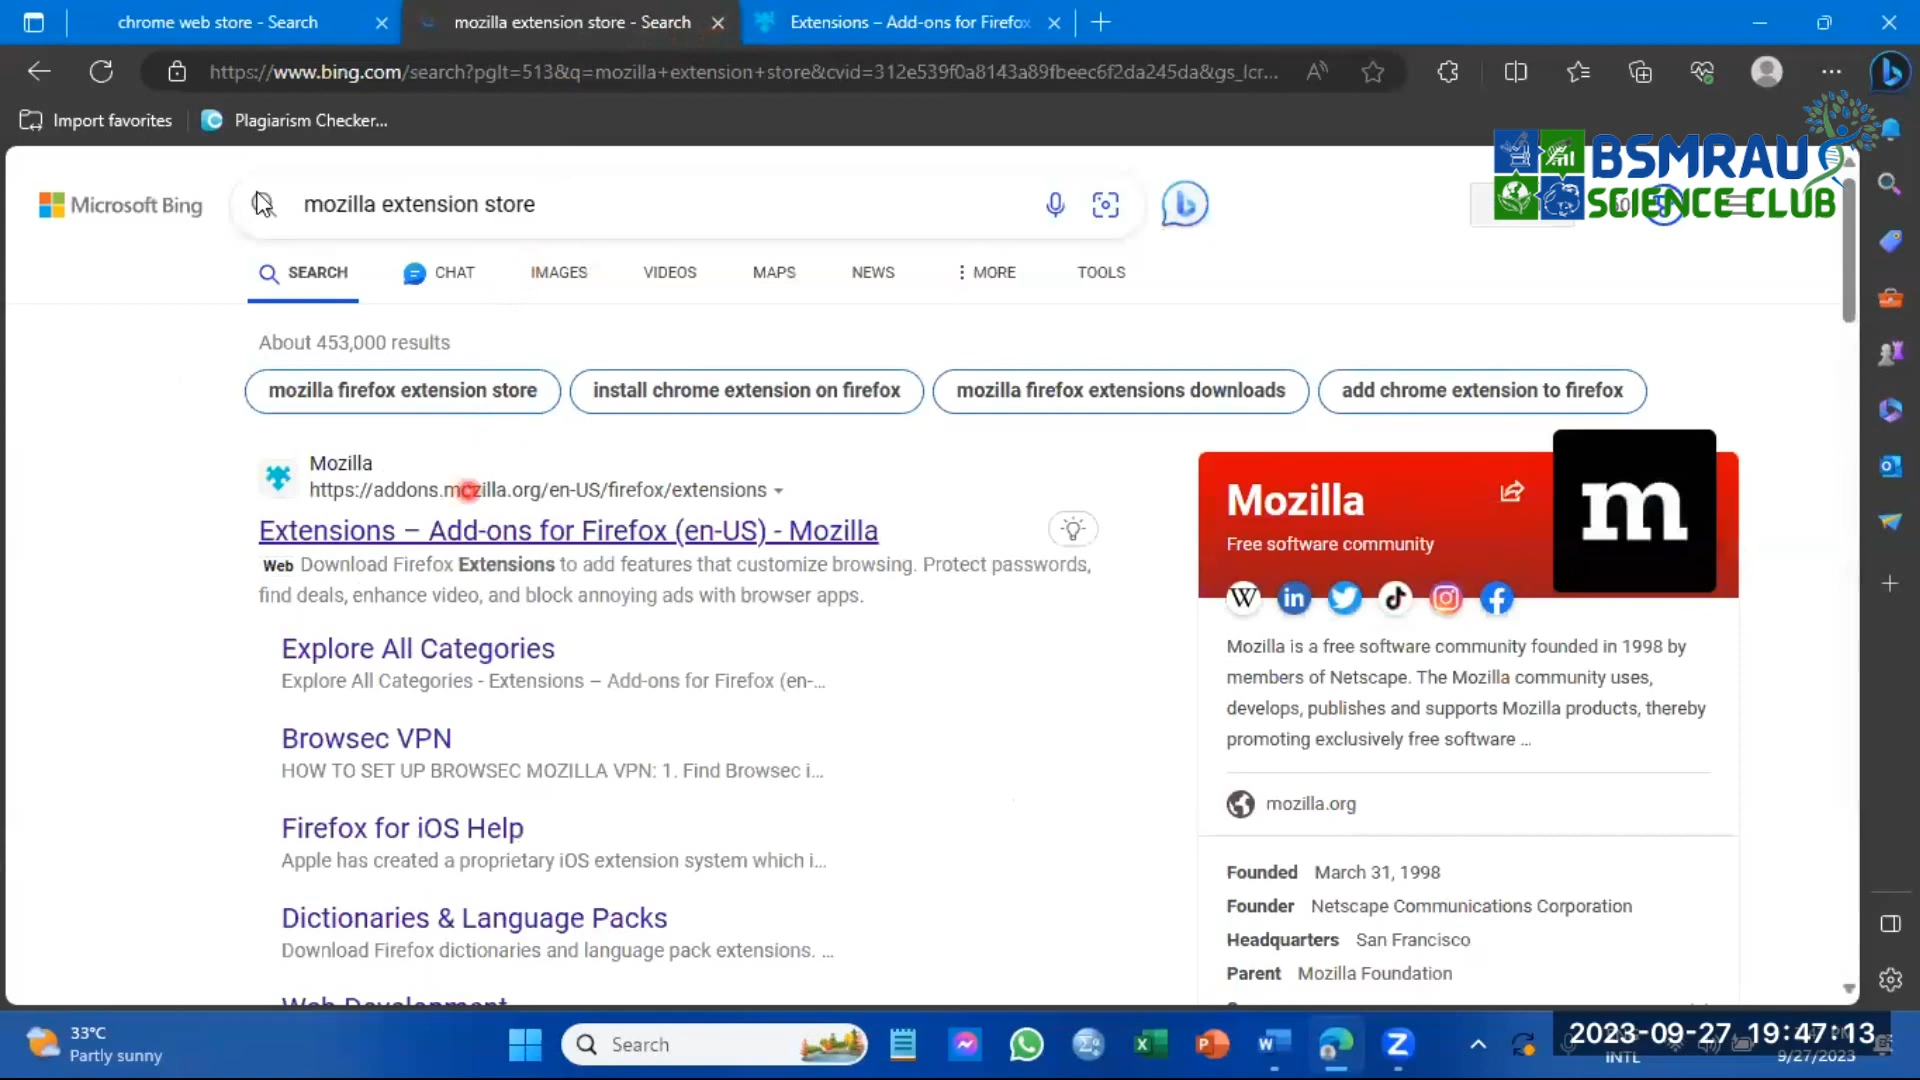 chrome web store - Search
mozilla extension store - Search
Extensions – Add-ons for Firefox
https://www.bing.com/search?pglt=513&q=mozilla+extension+store&cvid=312e539f0a8143a89fbeec6f2da245da&gs_lcr...
Import favorites
Plagiarism Checker...
BSMRAU
SCIENCE CLUB
Microsoft Bing
mozilla extension store
SEARCH
CHAT
IMAGES
VIDEOS
MAPS
NEWS
MORE
TOOLS
About 453,000 results
mozilla firefox extension store
install chrome extension on firefox
mozilla firefox extensions downloads
add chrome extension to firefox
Mozilla
https://addons.mozilla.org/en-US/firefox/extensions
Extensions – Add-ons for Firefox (en-US) - Mozilla
Web Download Firefox Extensions to add features that customize browsing. Protect passwords,
find deals, enhance video, and block annoying ads with browser apps.
Explore All Categories
Explore All Categories - Extensions – Add-ons for Firefox (en-...
Browsec VPN
HOW TO SET UP BROWSEC MOZILLA VPN: 1. Find Browsec i...
Firefox for iOS Help
Apple has created a proprietary iOS extension system which i...
Dictionaries & Language Packs
Download Firefox dictionaries and language pack extensions. ...
Web Development
Mozilla
Free software community
m
Mozilla is a free software community founded in 1998 by
members of Netscape. The Mozilla community uses,
develops, publishes and supports Mozilla products, thereby
promoting exclusively free software ...
mozilla.org
Founded March 31, 1998
Founder Netscape Communications Corporation
Headquarters San Francisco
Parent Mozilla Foundation
33°C
Partly sunny
Search
2023-09-27 19:47:13
INTL
9/27/2023